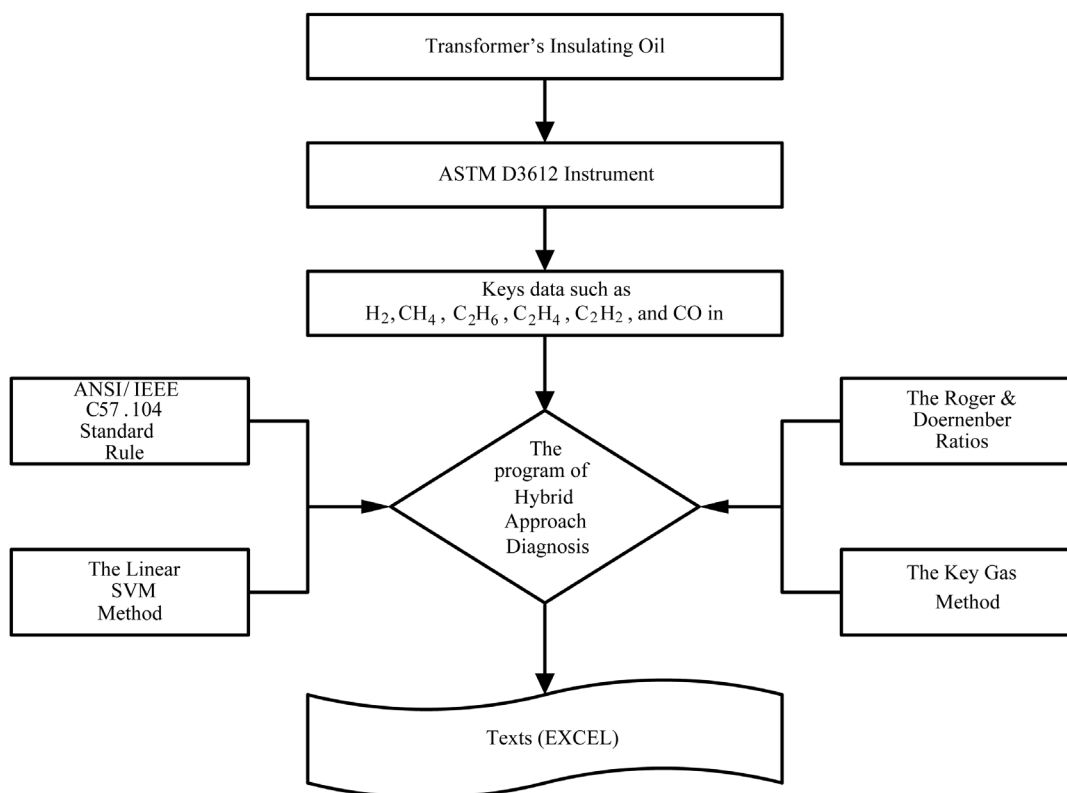 Transformer's Insulating Oil
ASTM D3612 Instrument
Keys data such as
H2, CH4 , C2H6 , C2H4 , C2H2 , and CO in
ANSI/ IEEE
C57 .104
Standard
Rule
The Linear
SVM
Method
The
program of
Hybrid
Approach
Diagnosis
The Roger &
Doernenber
Ratios
The Key Gas
Method
Texts (EXCEL)